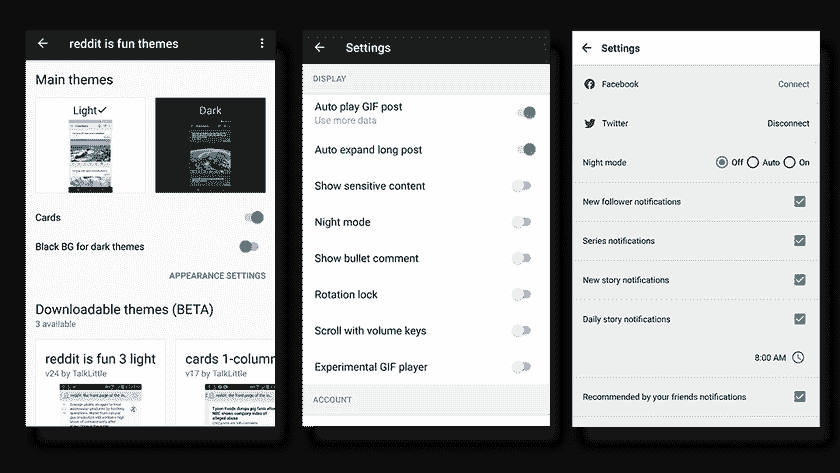 reddit is fun themes
Main themes
Light✓
Dark
Cards
Black BG for dark themes
APPEARANCE SETTINGS
Downloadable themes (BETA)
3 available
reddit is fun 3 light
v24 by TalkLittle
cards 1-column
v17 by TalkLittle
Settings
DISPLAY
Auto play GIF post
Use more data
Auto expand long post
Show sensitive content
Night mode
Show bullet comment
Rotation lock
Scroll with volume keys
Experimental GIF player
ACCOUNT
Settings
Facebook
Connect
Twitter
Disconnect
Night mode
Off
Auto
On
New follower notifications
Series notifications
New story notifications
Daily story notifications
8:00 AM
Recommended by your friends notifications